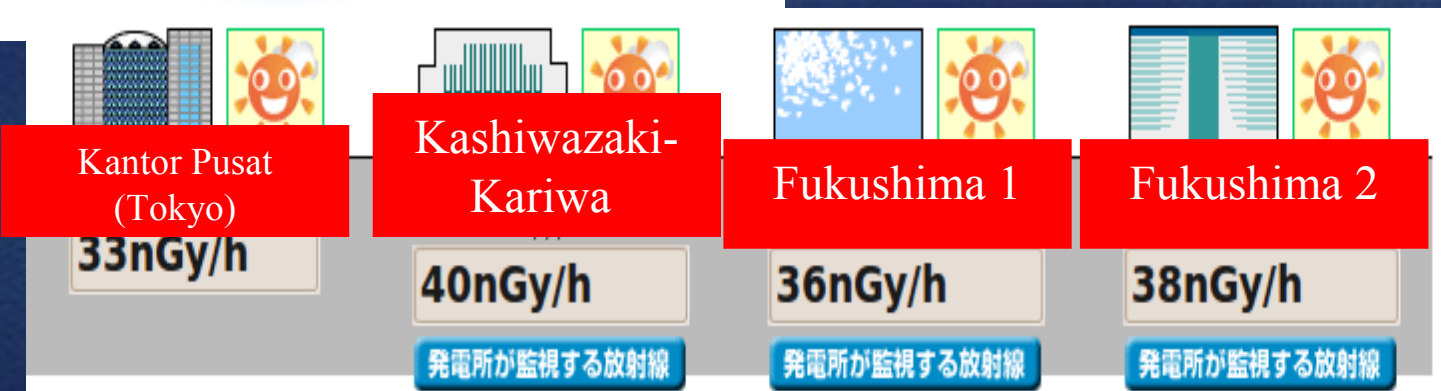 Kantor Pusat
(Tokyo)
33nGy/h
Kashiwazaki-
Kariwa
40nGy/h
発電所が監視する放射線
Fukushima 1
36nGy/h
発電所が監視する放射線
Fukushima 2
38nGy/h
発電所が監視する放射線